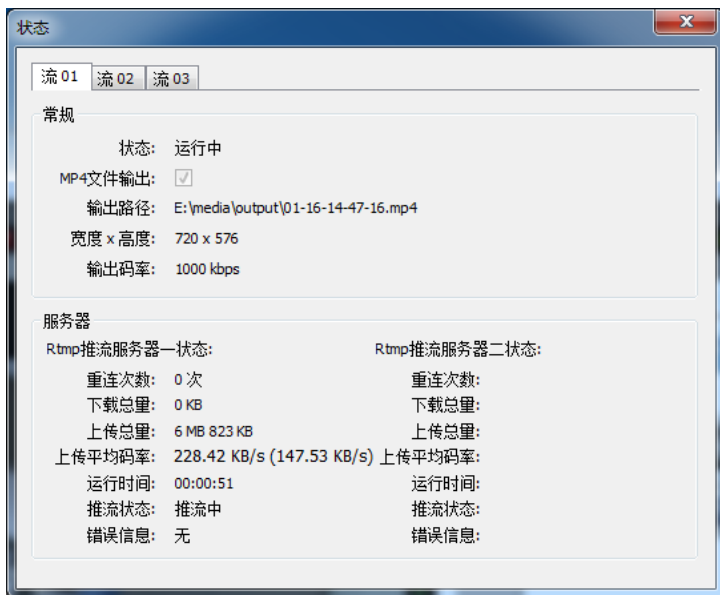 状态
流 01 流 02 流 03
常规
状态: 运行中
MP4文件输出:
输出路径: E:\media\output\01-16-14-47-16.mp4
宽度 x 高度: 720 x 576
输出码率: 1000 kbps
服务器
Rtmp推流服务器一状态: Rtmp推流服务器二状态:
重连次数: 0 次 重连次数:
下载总量: 0 KB 下载总量:
上传总量: 6 MB 823 KB 上传总量:
上传平均码率: 228.42 KB/s (147.53 KB/s) 上传平均码率:
运行时间: 00:00:51 运行时间:
推流状态: 推流中 推流状态:
错误信息: 无 错误信息: